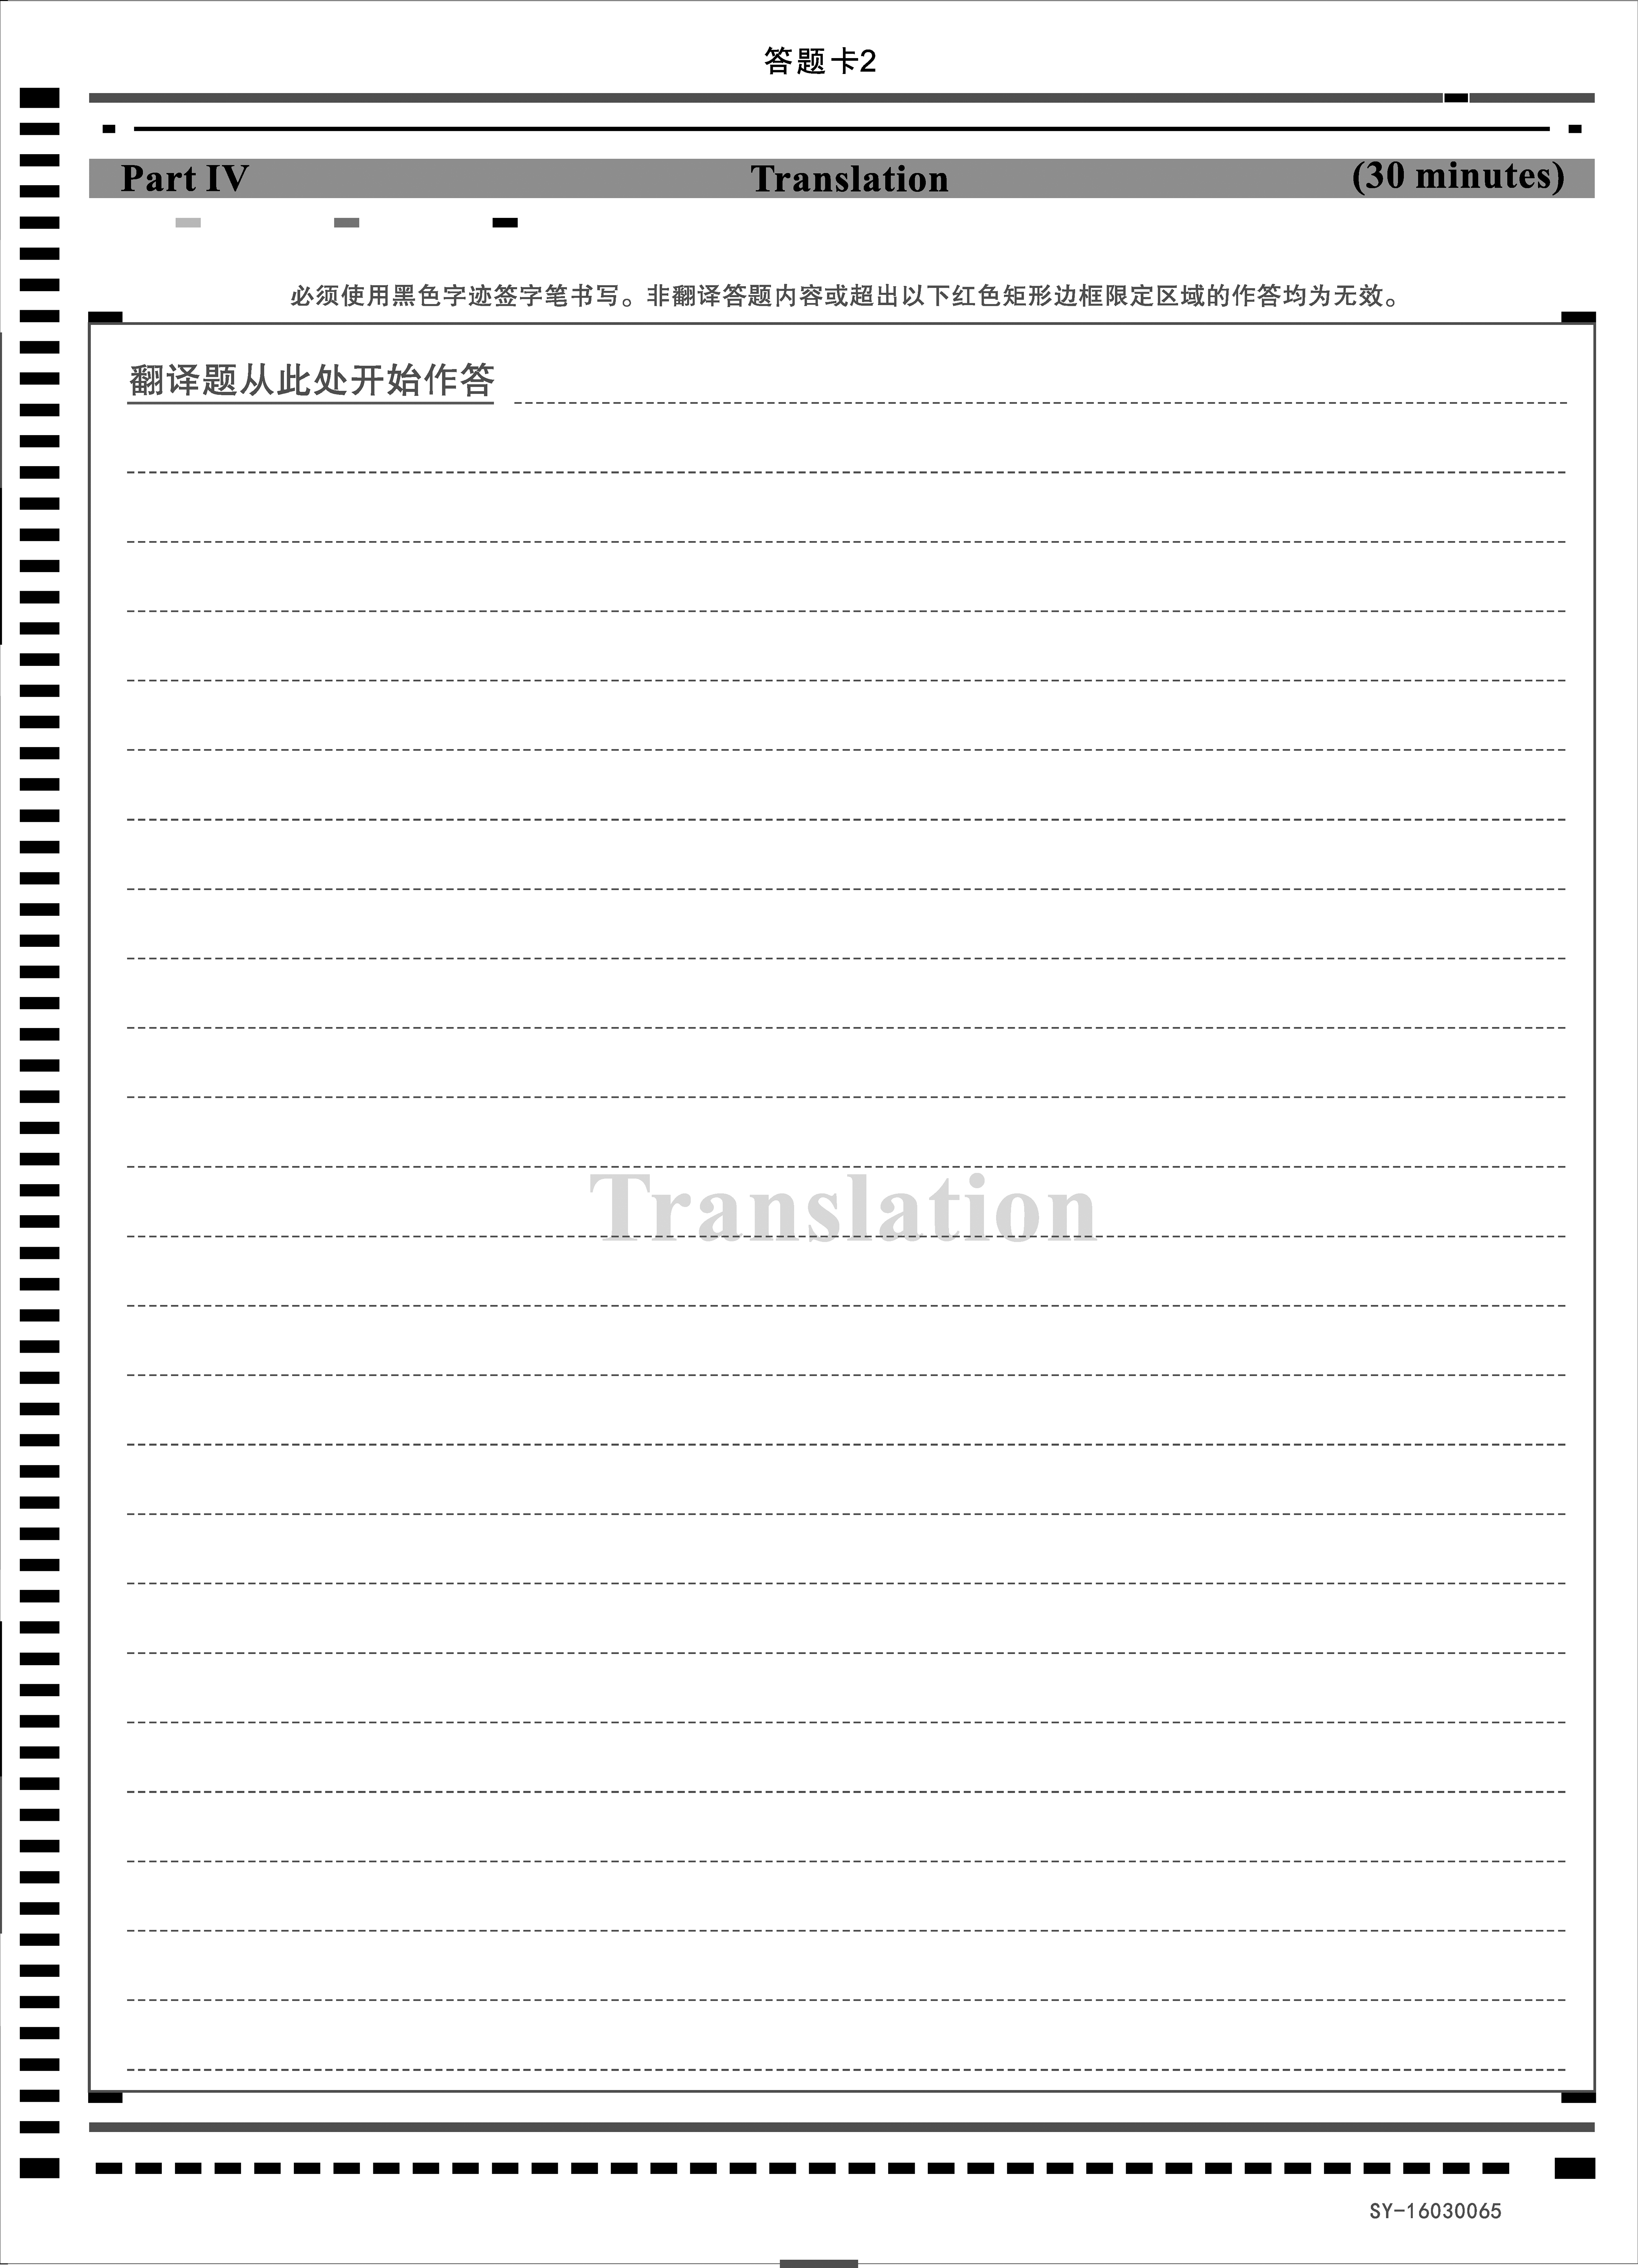 答题卡2
Part IV Translation (30 minutes)
必须使用黑色字迹签字笔书写。非翻译答题内容或超出以下红色矩形边框限定区域的作答均为无效。
翻译题从此处开始作答
Translation
SY-16030065